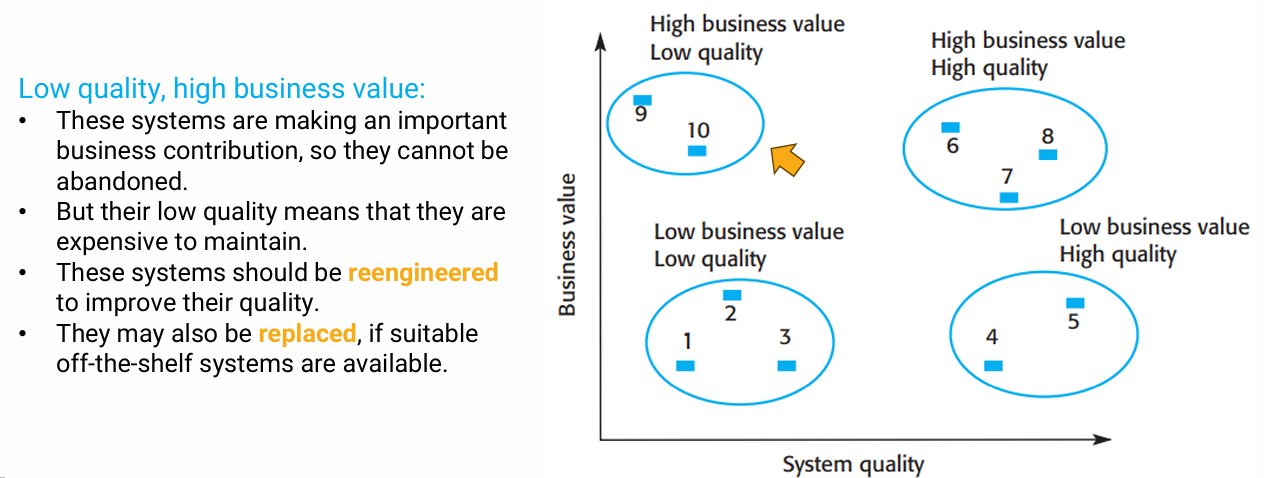 Low quality, high business value:
• These systems are making an important
business contribution, so they cannot be
abandoned.
• But their low quality means that they are
expensive to maintain.
• These systems should be reengineered
to improve their quality.
• They may also be replaced, if suitable
off-the-shelf systems are available.
High business value
Low quality
9
10
High business value
High quality
6
8
7
Business value
Low business value
Low quality
2
1
3
Low business value
High quality
5
4
System quality